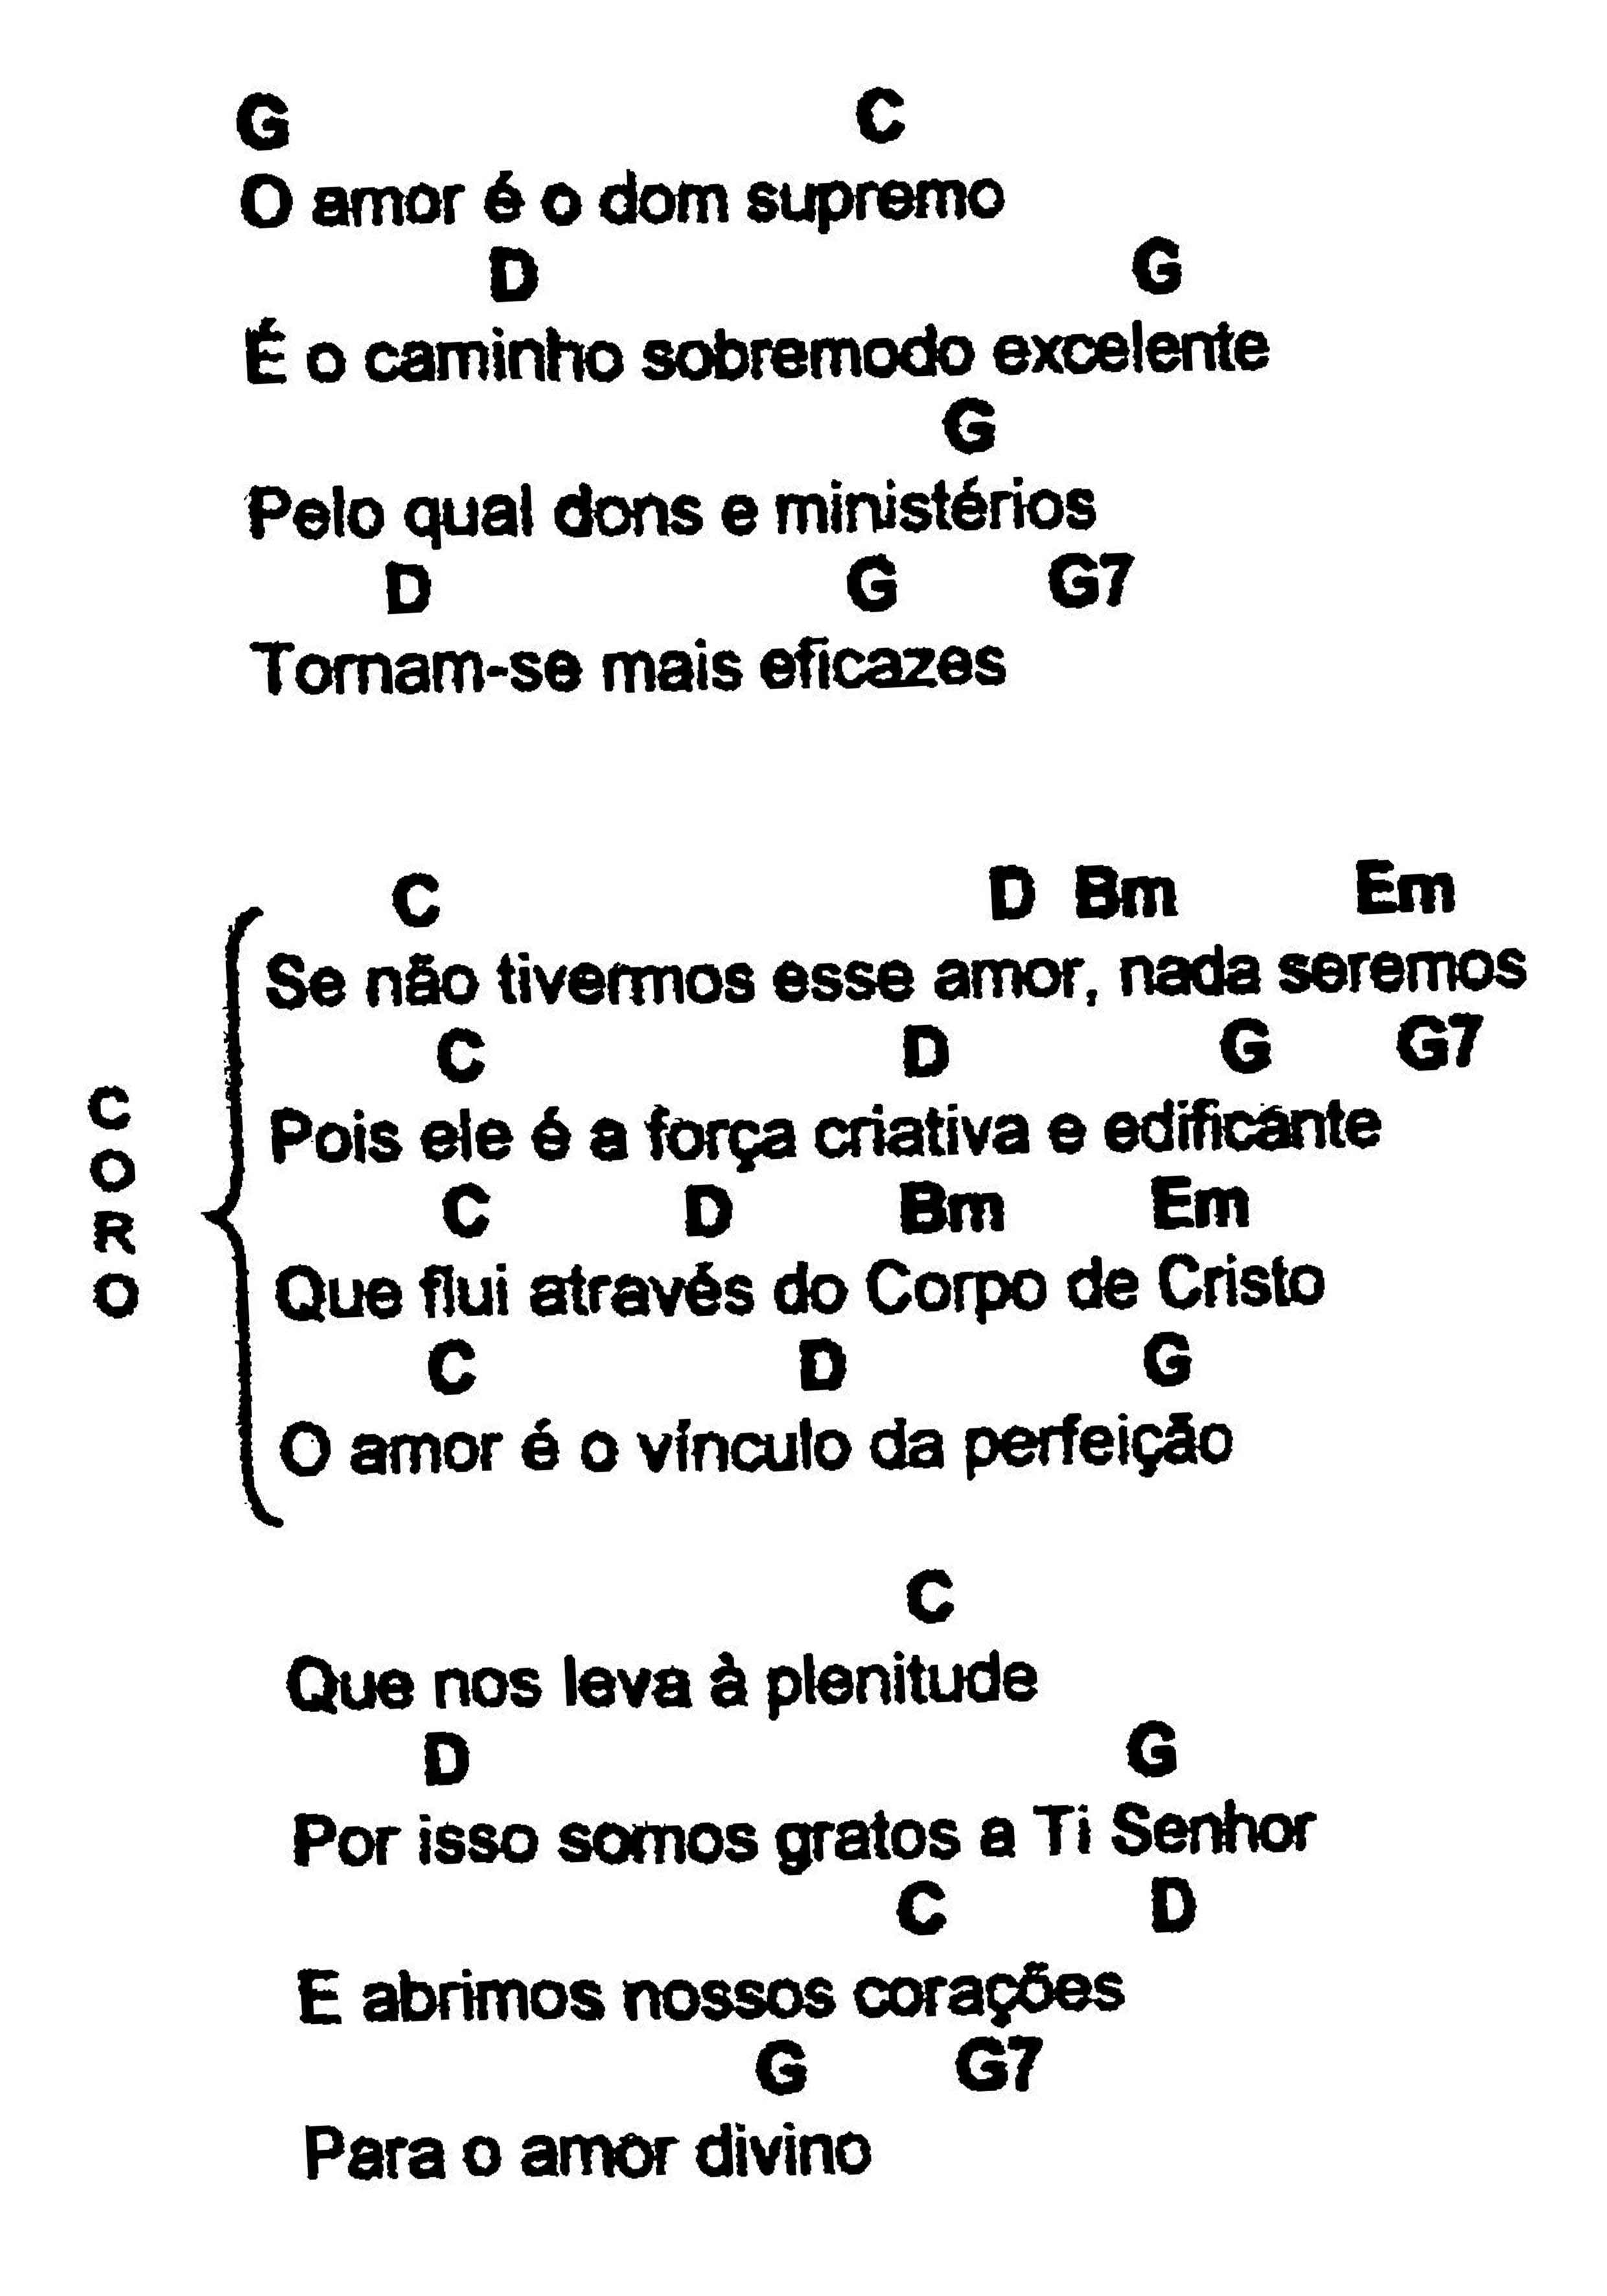 G C
O amor é o dom supremo
D G
É o caminho sobremodo excelente
G
Pelo qual dons e ministérios
D G G7
Tornam-se mais eficazes
C D Bm Em
Se não tivermos esse amor, nada seremos
C D G G7
Pois ele é a força criativa e edificante
C D Bm Em
Que flui através do Corpo de Cristo
C D G
O amor é o vínculo da perfeição
C
O
R
O
C
Que nos leva à plenitude
D G
Por isso somos gratos a Ti Senhor
C D
E abrimos nossos corações
G G7
Para o amor divino